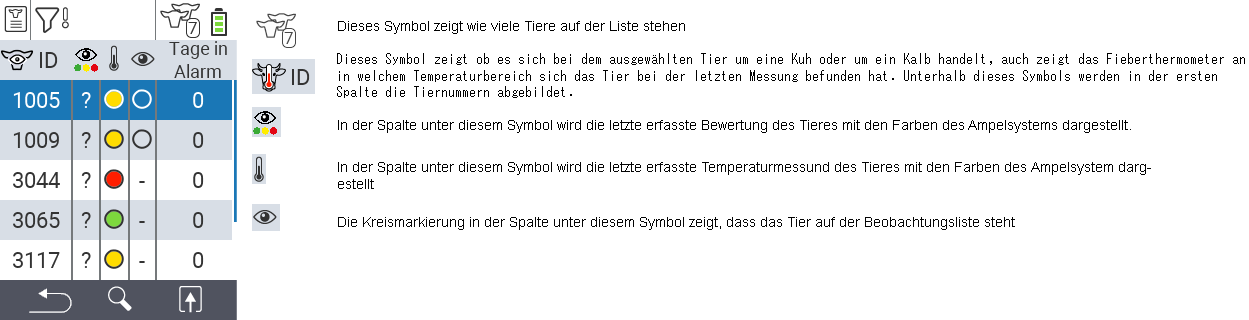 7
ID
Tage in
Alarm
1005 ? 0
1009 ? 0
3044 ? - 0
3065 ? - 0
3117 ? - 0
7
Dieses Symbol zeigt wie viele Tiere auf der Liste stehen
ID
Dieses Symbol zeigt ob es sich bei dem ausgewählten Tier um eine Kuh oder um ein Kalb handelt, auch zeigt das Fieberthermometer an
in welchem Temperaturbereich sich das Tier bei der letzten Messung befunden hat. Unterhalb dieses Symbols werden in der ersten
Spalte die Tiernummern abgebildet.
In der Spalte unter diesem Symbol wird die letzte erfasste Bewertung des Tieres mit den Farben des Ampelsystems dargestellt.
In der Spalte unter diesem Symbol wird die letzte erfasste Temperaturmessund des Tieres mit den Farben des Ampelsystem darg-
estellt
Die Kreismarkierung in der Spalte unter diesem Symbol zeigt, dass das Tier auf der Beobachtungsliste steht